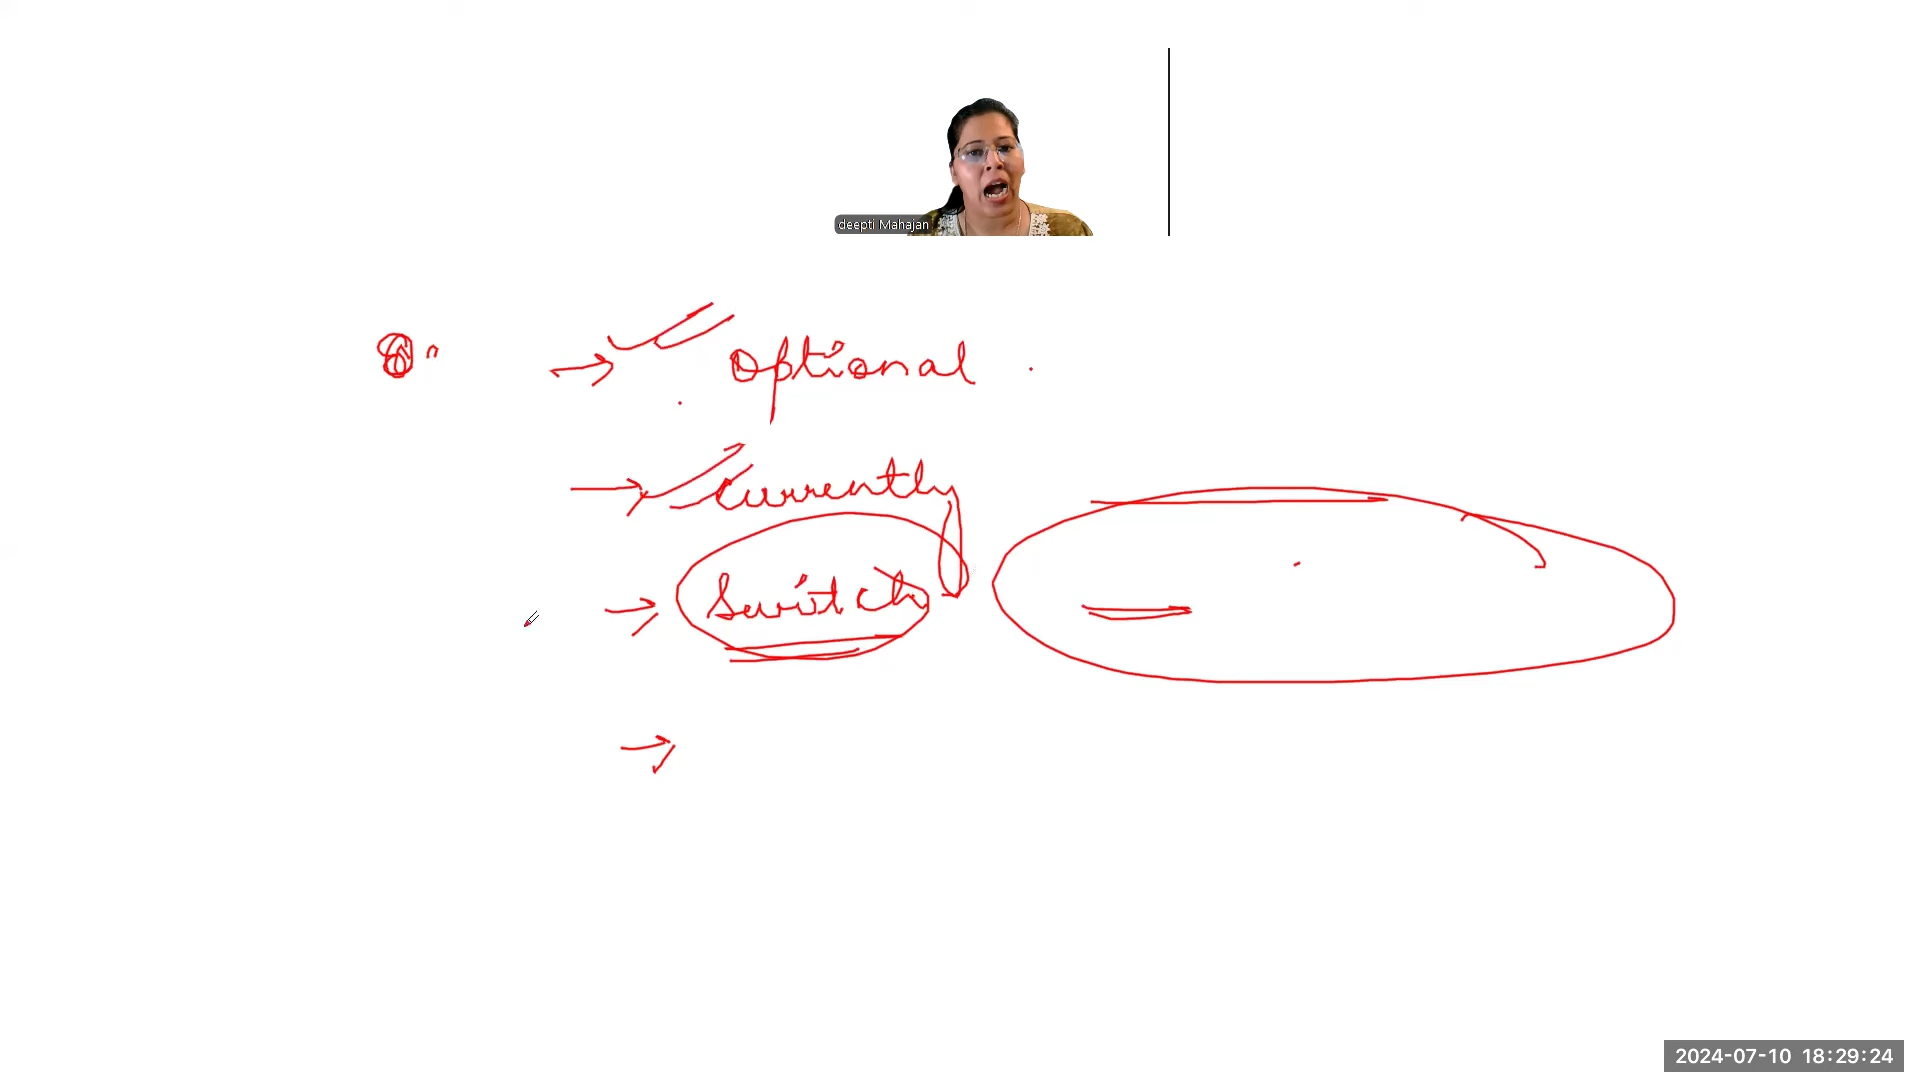 deepti Mahajan
→ Optional
→ Currently
→ Switch
→
2024-07-10 18:29:24